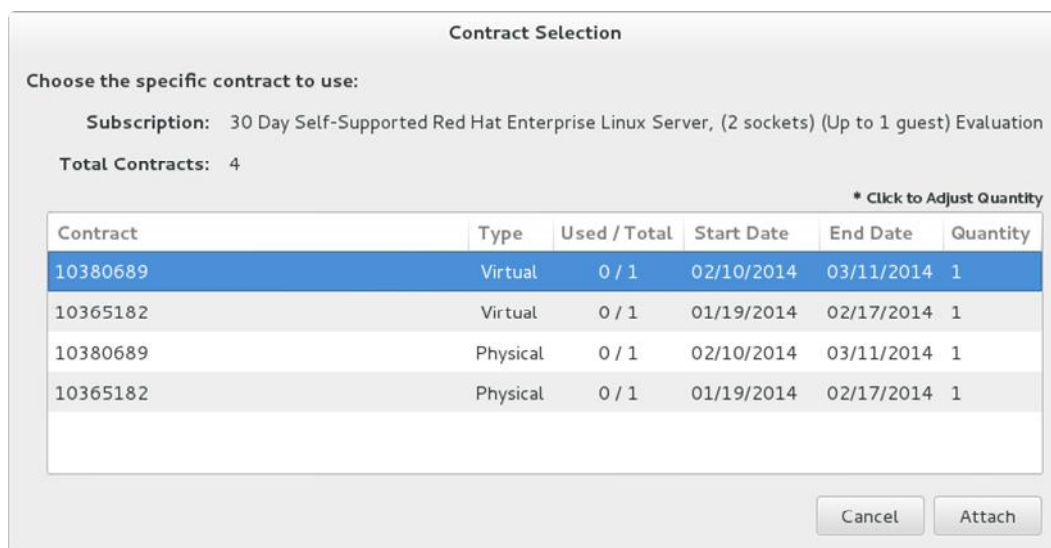 Contract Selection
Choose the specific contract to use:
Subscription: 30 Day Self-Supported Red Hat Enterprise Linux Server, (2 sockets) (Up to 1 guest) Evaluation
Total Contracts: 4
* Click to Adjust Quantity
Contract Type Used / Total Start Date End Date Quantity
10380689 Virtual 0 / 1 02/10/2014 03/11/2014 1
10365182 Virtual 0 / 1 01/19/2014 02/17/2014 1
10380689 Physical 0 / 1 02/10/2014 03/11/2014 1
10365182 Physical 0 / 1 01/19/2014 02/17/2014 1
Cancel Attach